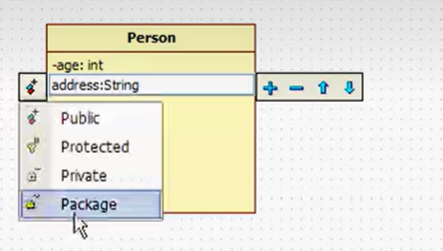 Person
-age: int
address:String
Public
Protected
Private
Package